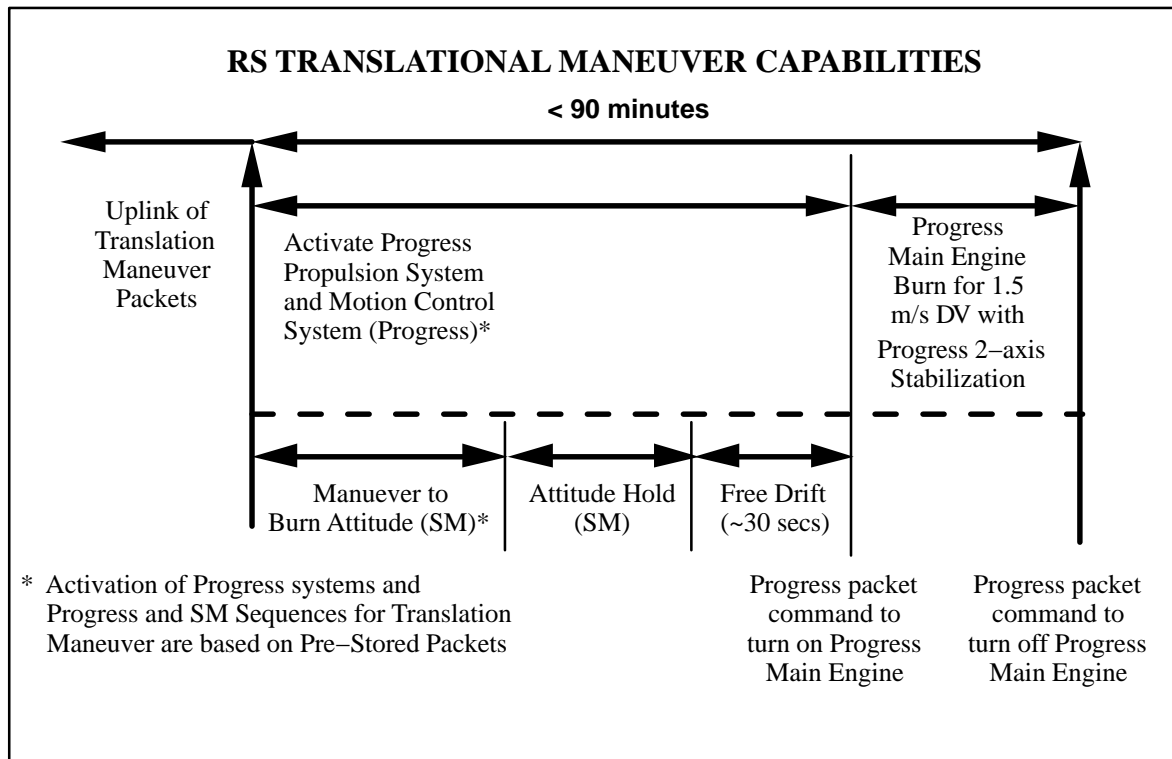 RS TRANSLATIONAL MANEUVER CAPABILITIES
< 90 minutes
Uplink of
Translation
Maneuver
Packets
Activate Progress
Propulsion System
and Motion Control
System (Progress)*
Progress
Main Engine
Burn for 1.5
m/s DV with
Progress 2−axis
Stabilization
Manuever to
Burn Attitude (SM)*
Attitude Hold
(SM)
Free Drift
(~30 secs)
* Activation of Progress systems and
Progress and SM Sequences for Translation
Maneuver are based on Pre−Stored Packets
Progress packet
command to
turn on Progress
Main Engine
Progress packet
command to
turn off Progress
Main Engine